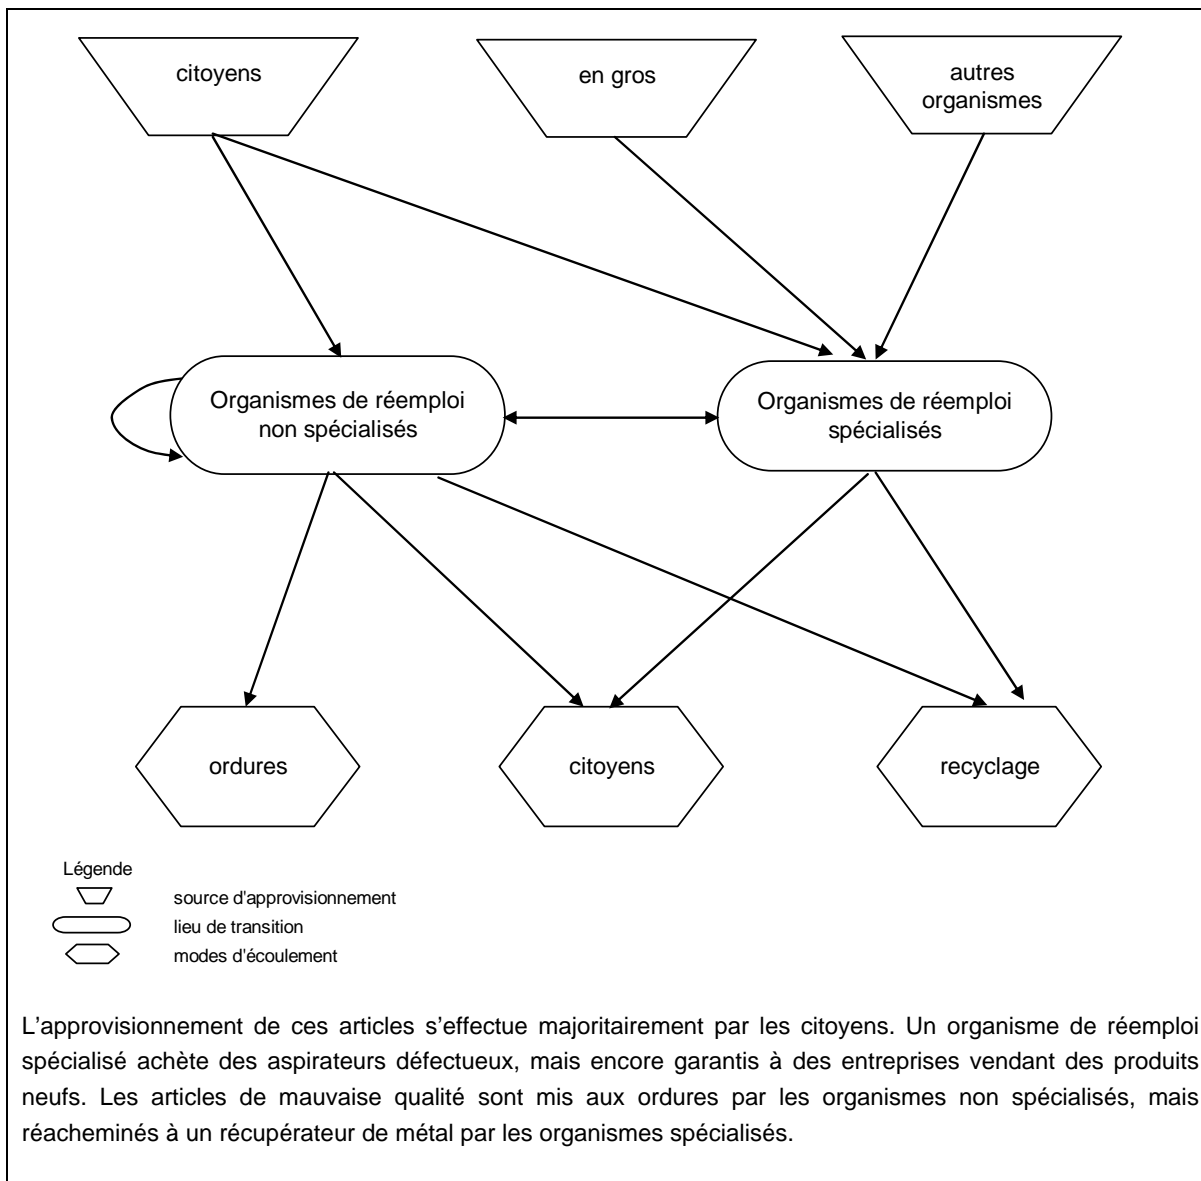 citoyens
en gros
autres
organismes
Organismes de réemploi
non spécialisés
Organismes de réemploi
spécialisés
ordures
citoyens
recyclage
Légende
source d'approvisionnement
lieu de transition
modes d'écoulement
L'approvisionnement de ces articles s'effectue majoritairement par les citoyens. Un organisme de réemploi
spécialisé achète des aspirateurs défectueux, mais encore garantis à des entreprises vendant des produits
neufs. Les articles de mauvaise qualité sont mis aux ordures par les organismes non spécialisés, mais
réacheminés à un récupérateur de métal par les organismes spécialisés.